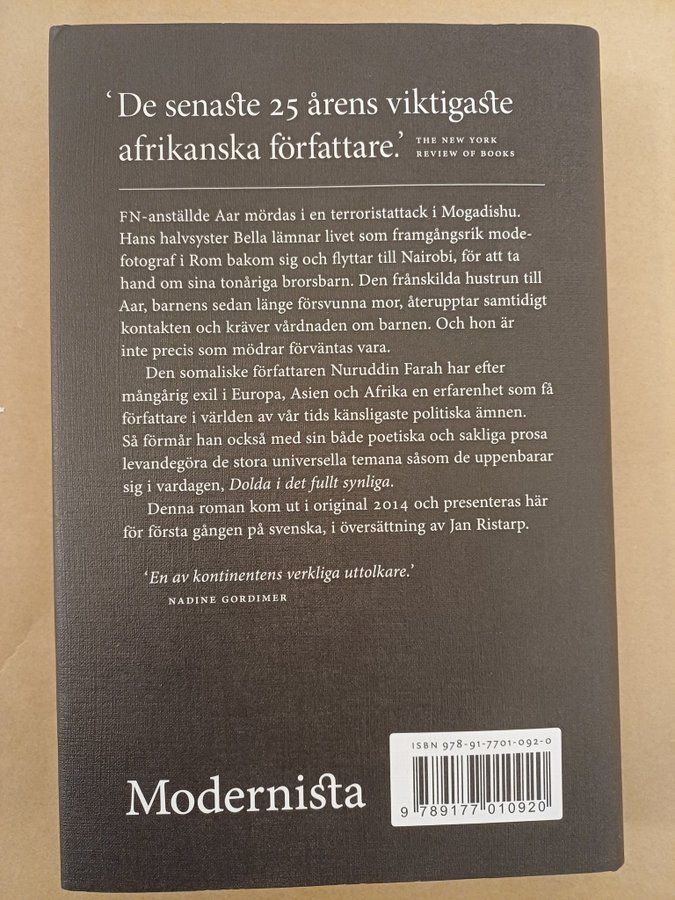 ‘De senaste 25 årens viktigaste
afrikanska författare.’ THE NEW YORK
REVIEW OF BOOKS
FN-anställde Aar mördas i en terroristattack i Mogadishu.
Hans halvsyster Bella lämnar livet som framgångsrik mode-
fotograf i Rom bakom sig och flyttar till Nairobi, för att ta
hand om sina tonåriga brorsbarn. Den frånskilda hustrun till
Aar, barnens sedan länge försvunna mor, återupptar samtidigt
kontakten och kräver vårdnaden om barnen. Och hon är
inte precis som mödrar förväntas vara.
Den somaliske författaren Nuruddin Farah har efter
mångårig exil i Europa, Asien och Afrika en erfarenhet som få
författare i världen av vår tids känsligaste politiska ämnen.
Så förmår han också med sin både poetiska och sakliga prosa
levandegöra de stora universella temana såsom de uppenbarar
sig i vardagen, Dolda i det fullt synliga.
Denna roman kom ut i original 2014 och presenteras här
för första gången på svenska, i översättning av Jan Ristarp.
‘En av kontinentens verkliga uttolkare.’
NADINE GORDIMER
ISBN 978-91-7701-092-0
Modernista
9 789177 010920